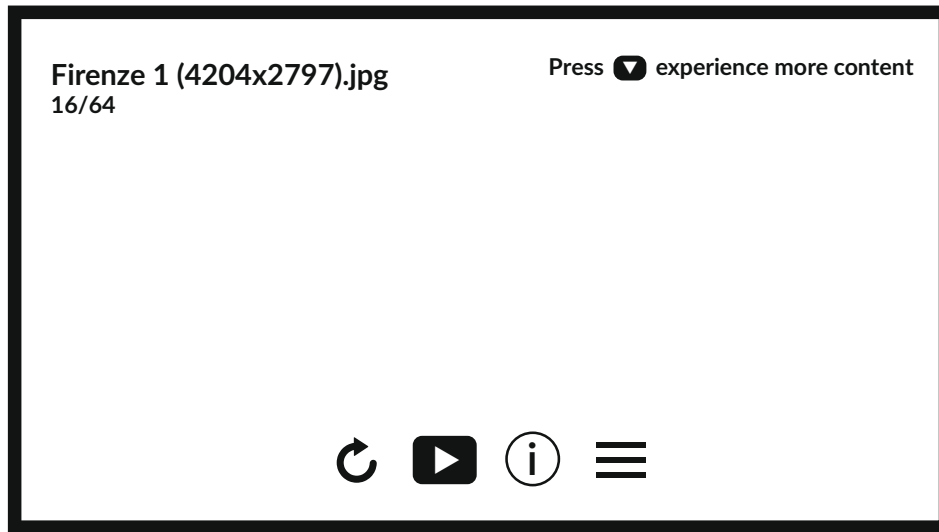 Firenze 1 (4204x2797).jpg
16/64
Press ▼ experience more content
i